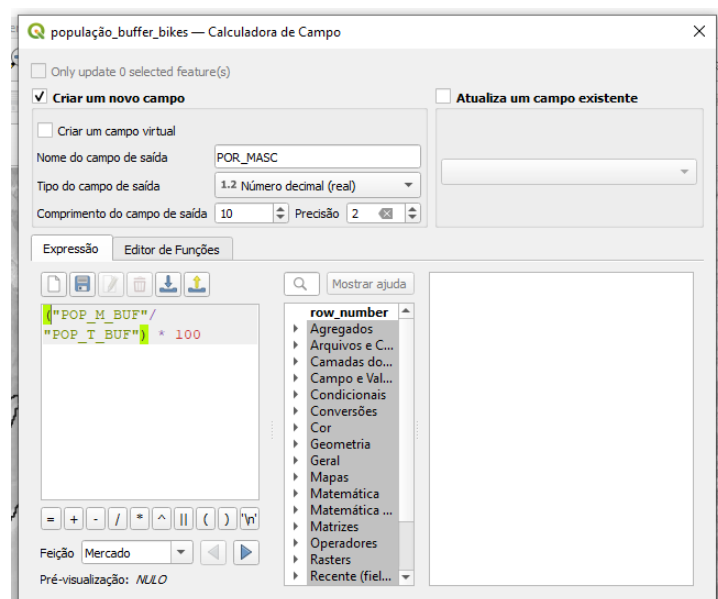 população_buffer_bikes — Calculadora de Campo
Only update 0 selected feature(s)
Criar um novo campo
Atualiza um campo existente
Criar um campo virtual
Nome do campo de saída POR_MASC
Tipo do campo de saída 1.2 Número decimal (real)
Comprimento do campo de saída 10 Precisão 2
Expressão Editor de Funções
Mostrar ajuda
("POP_M_BUF"/
"POP_T_BUF") * 100
row_number
Agregados
Arquivos e C...
Camadas do...
Campo e Val...
Condicionais
Conversões
Cor
Geometria
Geral
Mapas
Matemática
Matemática ...
Matrizes
Operadores
Rasters
Recente (fiel...
= + - / * ^ || ( ) '\n'
Feição Mercado
Pré-visualização: NULO